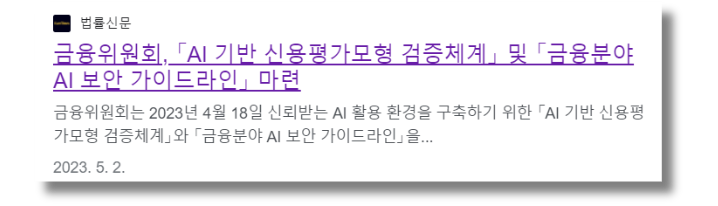 법률신문
금융위원회, 「AI 기반 신용평가모형 검증체계」 및 「금융분야
AI 보안 가이드라인」 마련
금융위원회는 2023년 4월 18일 신뢰받는 AI 활용 환경을 구축하기 위한 「AI 기반 신용평
가모형 검증체계」와 「금융분야 AI 보안 가이드라인」을...
2023. 5. 2.